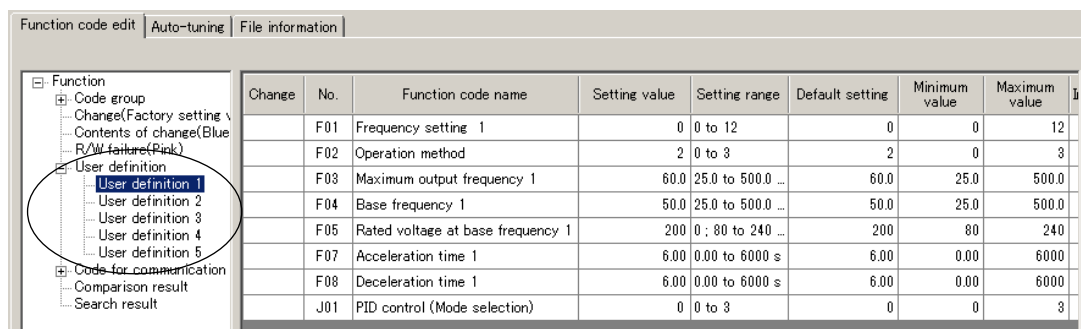 Function code edit Auto-tuning File information
Function
Code group
Change(Factory setting
Contents of change(Blue
R/W failure(Pink)
User definition
User definition 1
User definition 2
User definition 3
User definition 4
User definition 5
Code for communication
Comparison result
Search result
Change No. Function code name Setting value Setting range Default setting Minimum value Maximum value
F01 Frequency setting 1 0 0 to 12 0 0 12
F02 Operation method 2 0 to 3 2 0 3
F03 Maximum output frequency 1 60.0 25.0 to 500.0 ... 60.0 25.0 500.0
F04 Base frequency 1 50.0 25.0 to 500.0 ... 50.0 25.0 500.0
F05 Rated voltage at base frequency 1 200 0 ; 80 to 240 ... 200 80 240
F07 Acceleration time 1 6.00 0.00 to 6000 s 6.00 0.00 6000
F08 Deceleration time 1 6.00 0.00 to 6000 s 6.00 0.00 6000
J01 PID control (Mode selection) 0 0 to 3 0 0 3